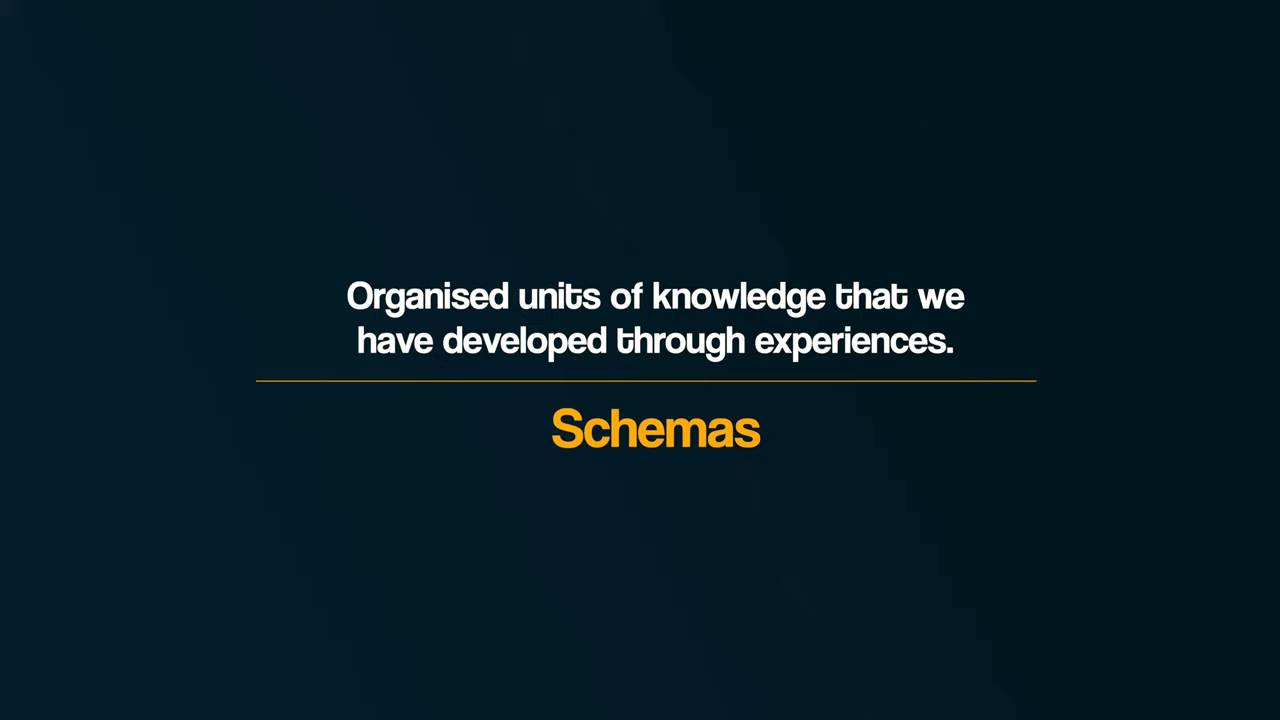 Organised units of knowledge that we
have developed through experiences.
Schemas